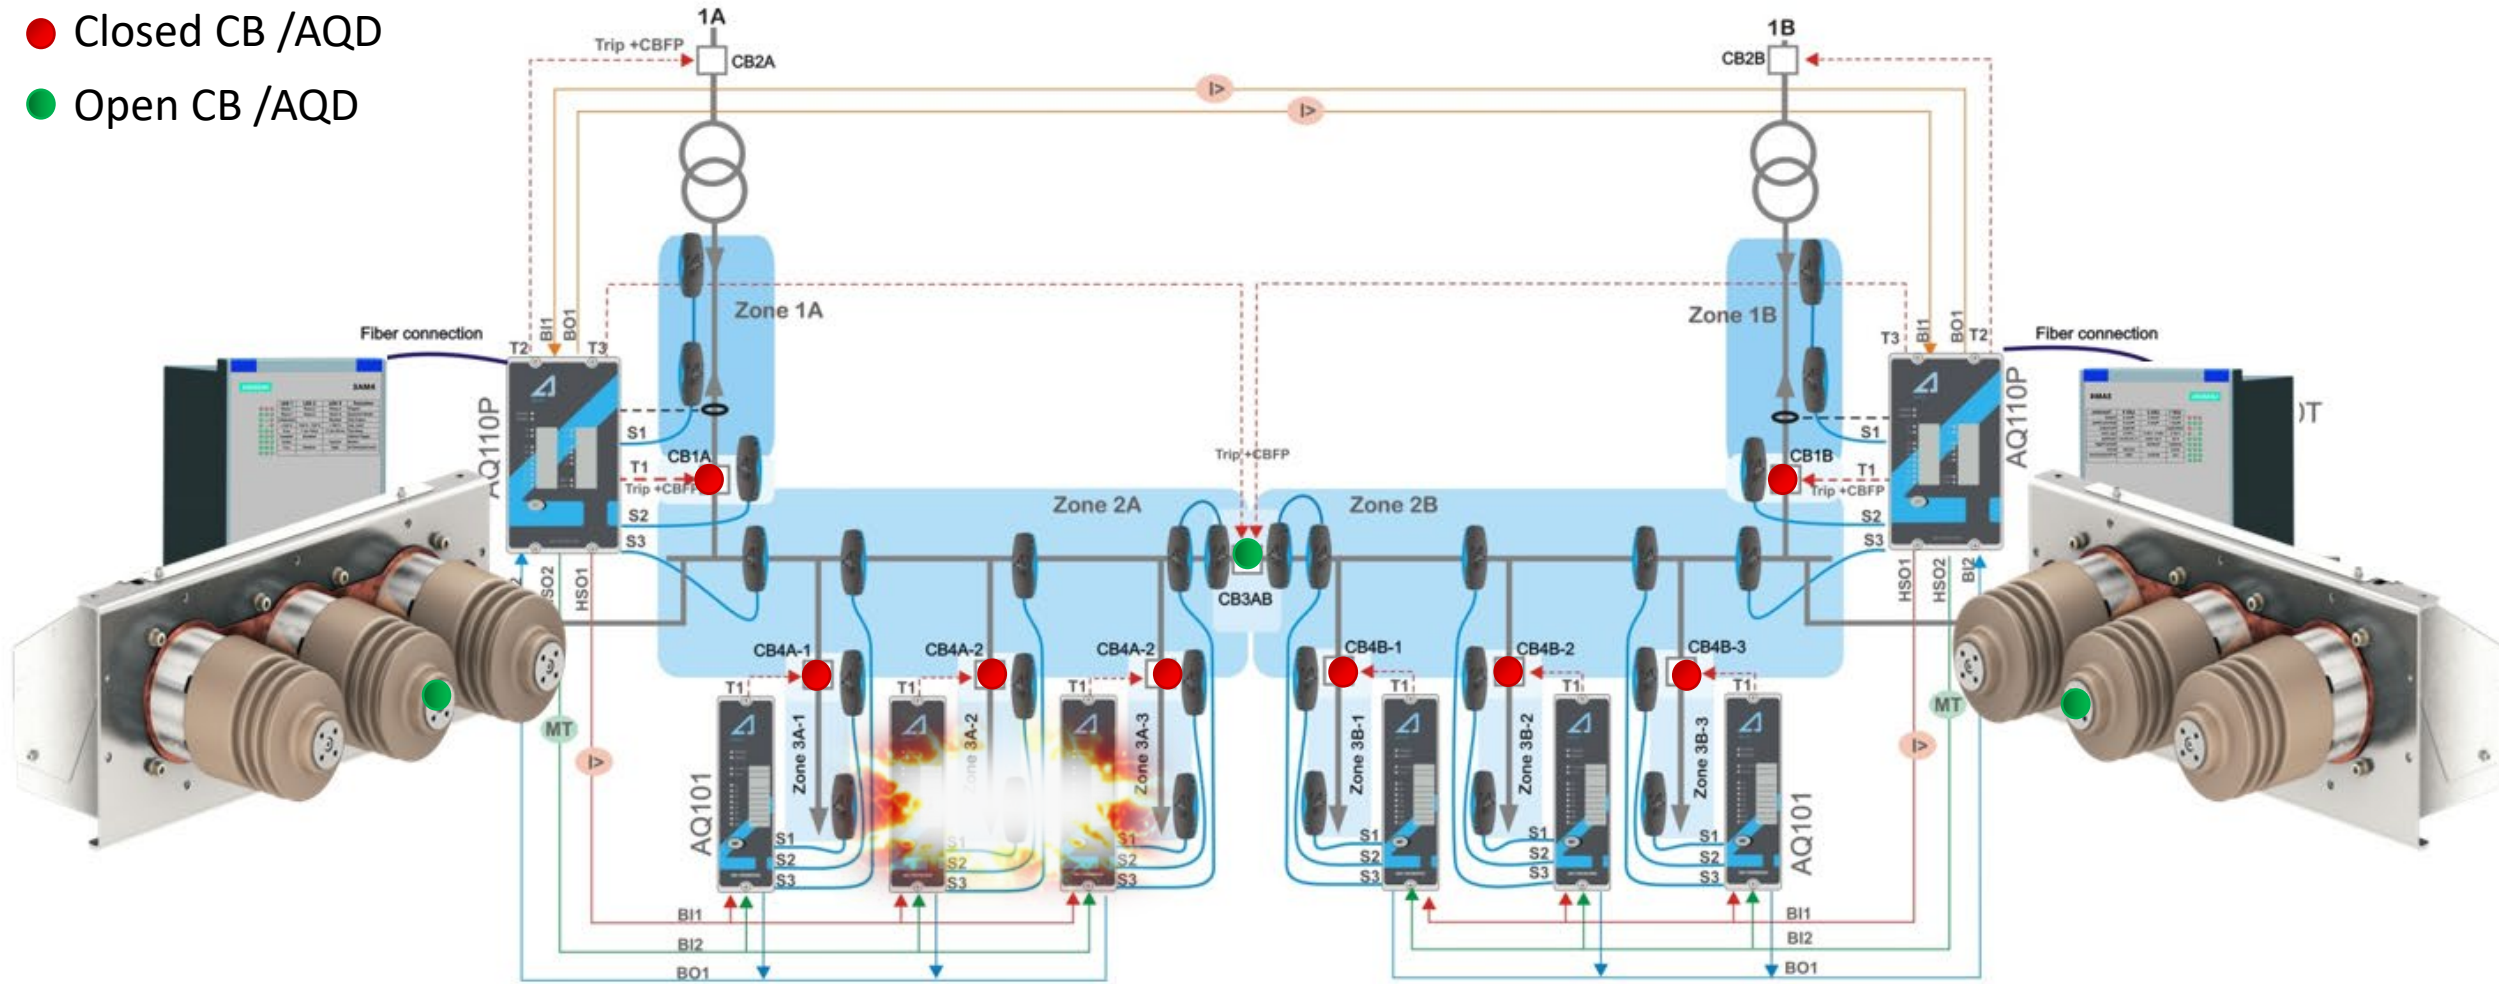 Closed CB /AQD
Open CB /AQD
1A
Trip +CBFP
CB2A
1B
CB2B
I>
I>
Zone 1A
Zone 1B
Fiber connection
T2
BI1
BO1
T3
T3
BI1
BO1
T2
Fiber connection
AQ110P
S1
CB1A
T1
S2
S3
Trip +CBFP
Zone 2A
Zone 2B
CB1B
S1
T1
Trip +CBFP
S2
S3
AQ110P
HSO1
CB3AB
HSO1
HSO2
BI2
CB4A-1
CB4A-2
CB4A-2
CB4B-1
CB4B-2
CB4B-3
T1
T1
T1
T1
T1
T1
MT
I>
MT
I>
Zone 3A-1
Zone 3A-2
Zone 3A-3
Zone 3B-1
Zone 3B-2
Zone 3B-3
AQ101
S1
S2
S3
S1
S2
S3
S1
S2
S3
S1
S2
S3
S1
S2
S3
S1
S2
S3
AQ101
BI1
BI2
BO1
BI1
BI2
BO1